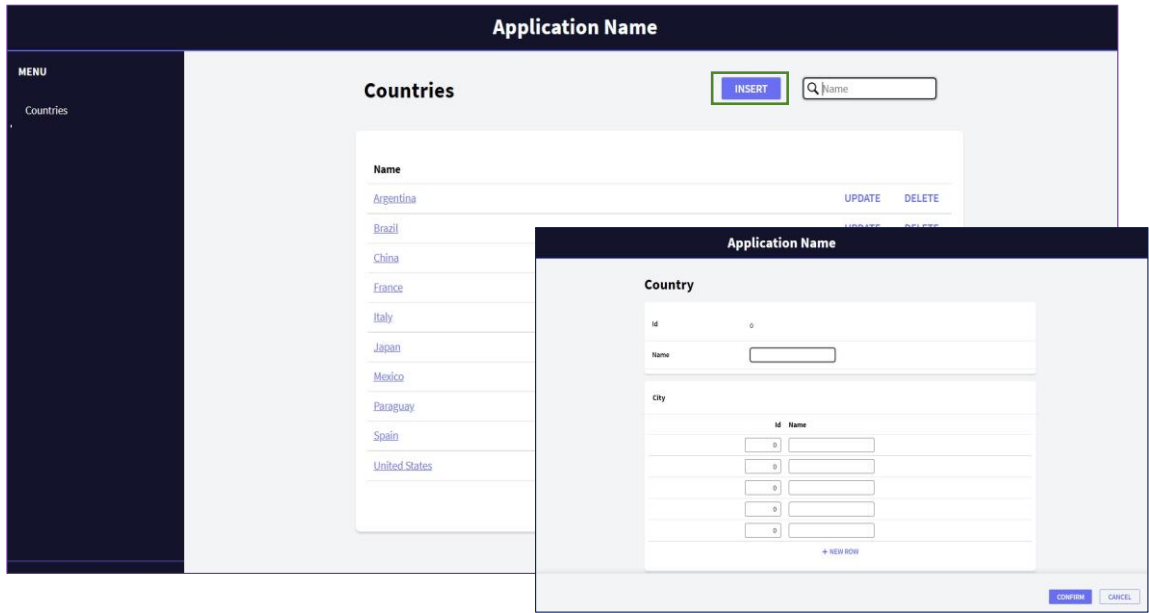 Application Name
MENU
Countries
Countries
INSERT
Name
Name
Argentina UPDATE DELETE
Brazil UPDATE DELETE
China
France
Italy
Japan
Mexico
Paraguay
Spain
United States
Application Name
Country
Id 0
Name
City
Id Name
0
0
0
0
0
+ NEW ROW
CONFIRM CANCEL